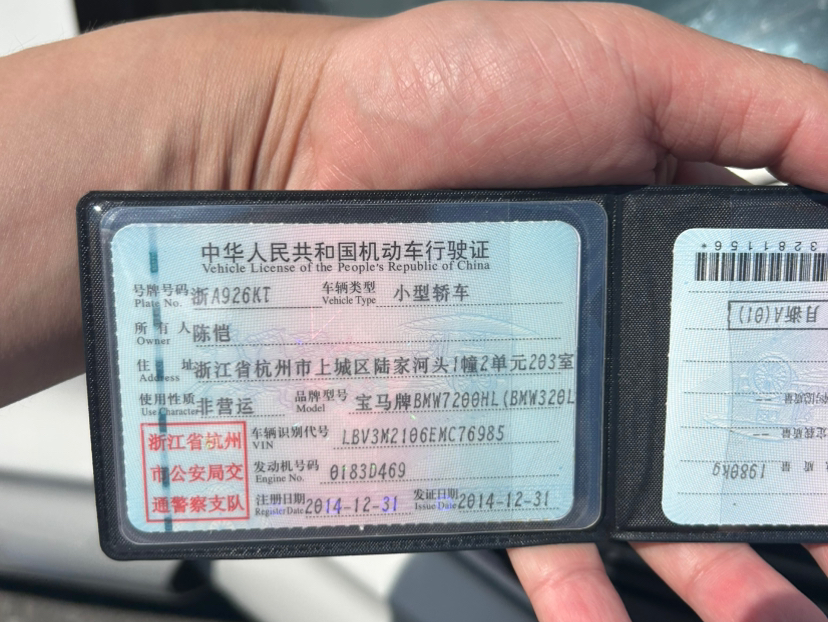 中华人民共和国机动车行驶证
Vehicle License of the People's Republic of China
号牌号码 浙A926KT 车辆类型 小型轿车
Plate No. Vehicle Type
所有人 陈恺
Owner
住址 浙江省杭州市上城区陆家河头1幢2单元203室
Address
使用性质 非营运 品牌型号 宝马牌BMW7200HL(BMW320L
Use Character Model
浙江省杭州
市公安局交
通警察支队
车辆识别代号 LBV3M2106EMC76985
VIN
发动机号码 0183D469
Engine No.
注册日期 2014-12-31 发证日期 2014-12-31
Register Date Issue Date
3281156*
月浙A(01)
1980kg